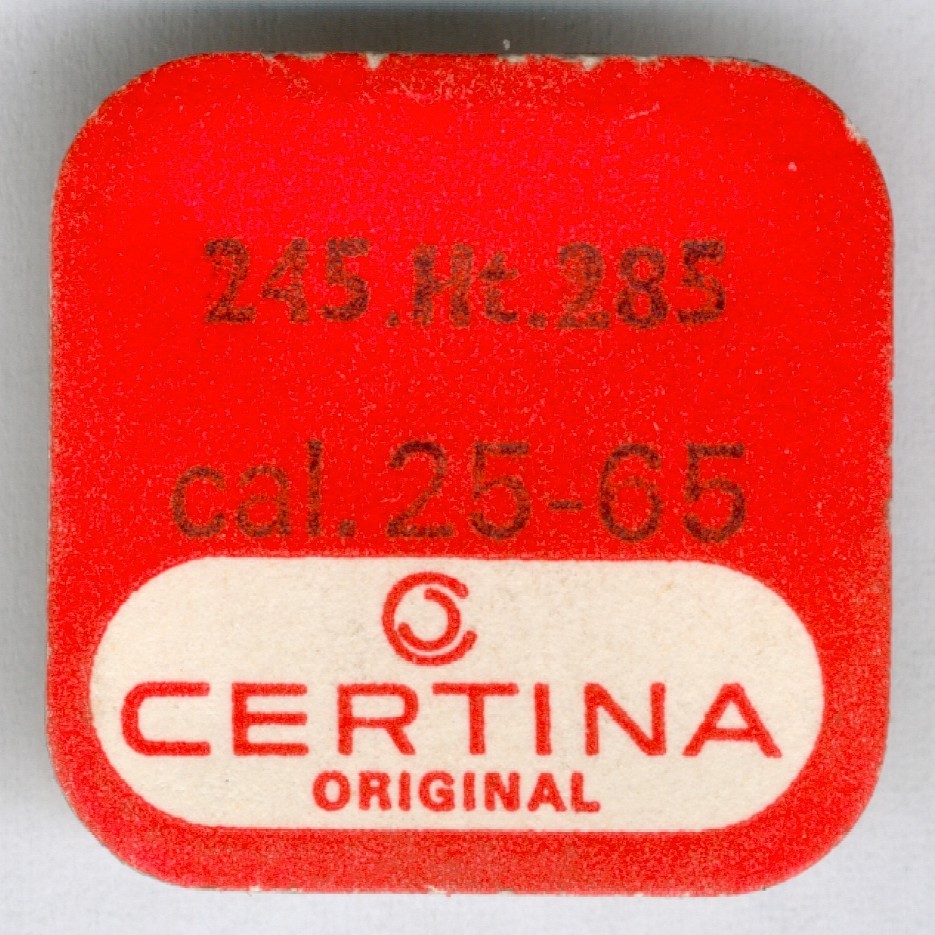 245.Ht.285
cal. 25-65
CERTINA
ORIGINAL